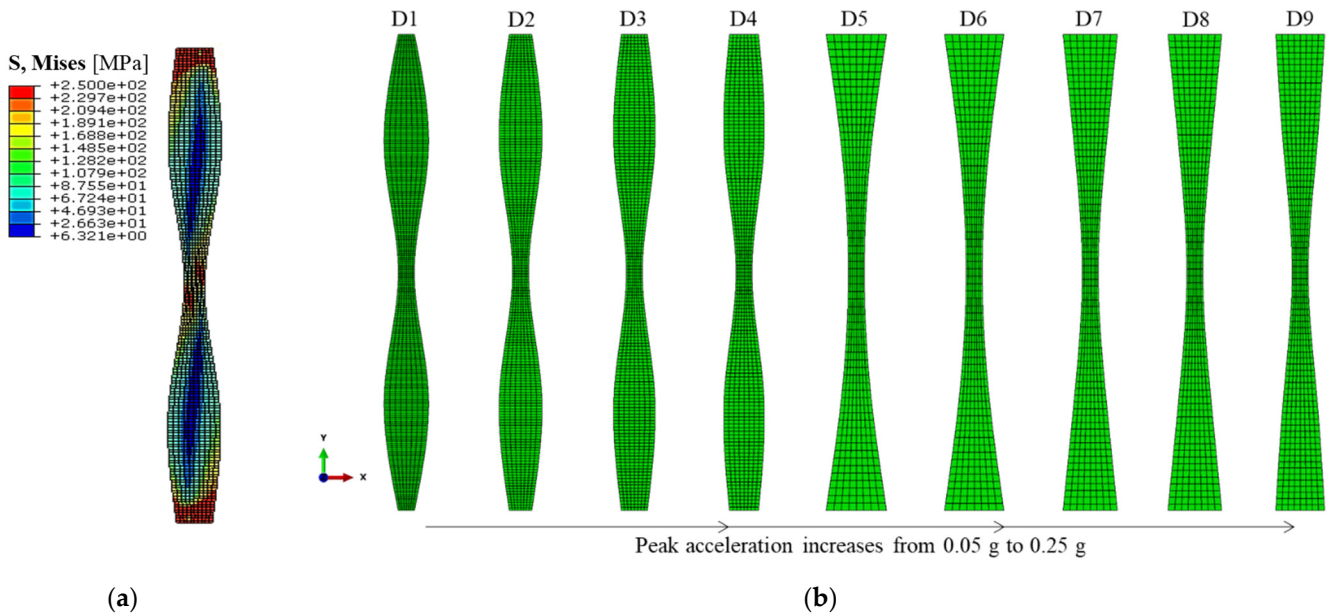 D1 D2 D3 D4 D5 D6 D7 D8 D9
S, Mises [MPa]
+2.500e+02
+2.297e+02
+2.094e+02
+1.891e+02
+1.688e+02
+1.485e+02
+1.282e+02
+1.079e+02
+8.755e+01
+6.724e+01
+4.693e+01
+2.663e+01
+6.321e+00
Y
X
Peak acceleration increases from 0.05 g to 0.25 g
(a) (b)